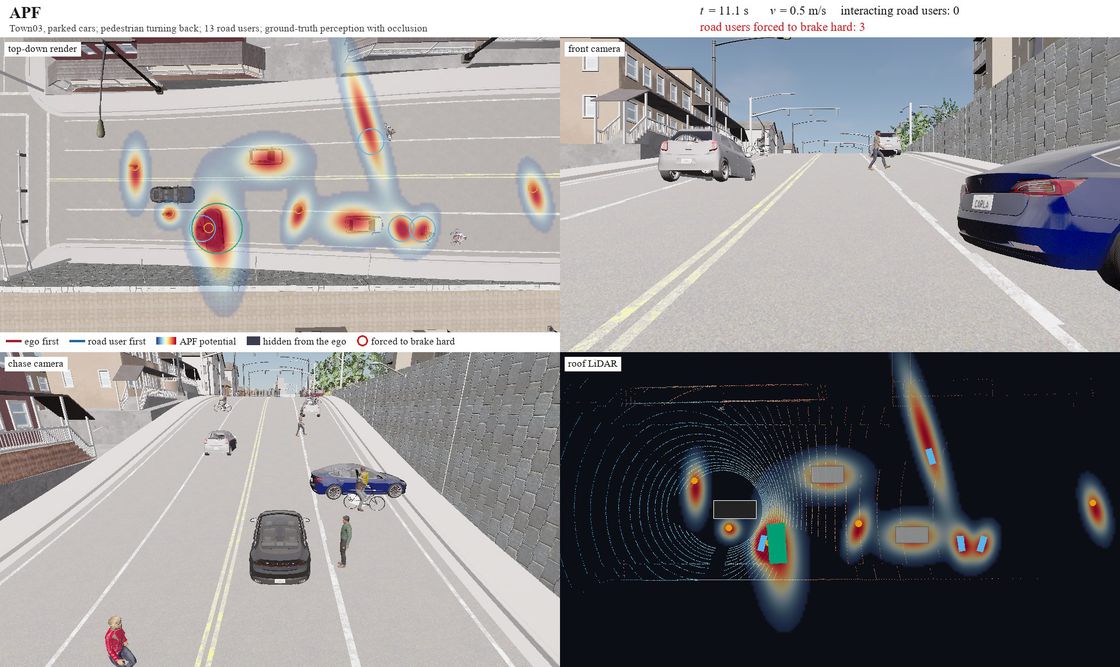 APF
Town03, parked cars; pedestrian turning back; 13 road users; ground-truth perception with occlusion
t = 11.1 s v = 0.5 m/s interacting road users: 0
road users forced to brake hard: 3
top-down render
front camera
CARLA
ego first road user first APF potential hidden from the ego forced to brake hard
chase camera
roof LiDAR